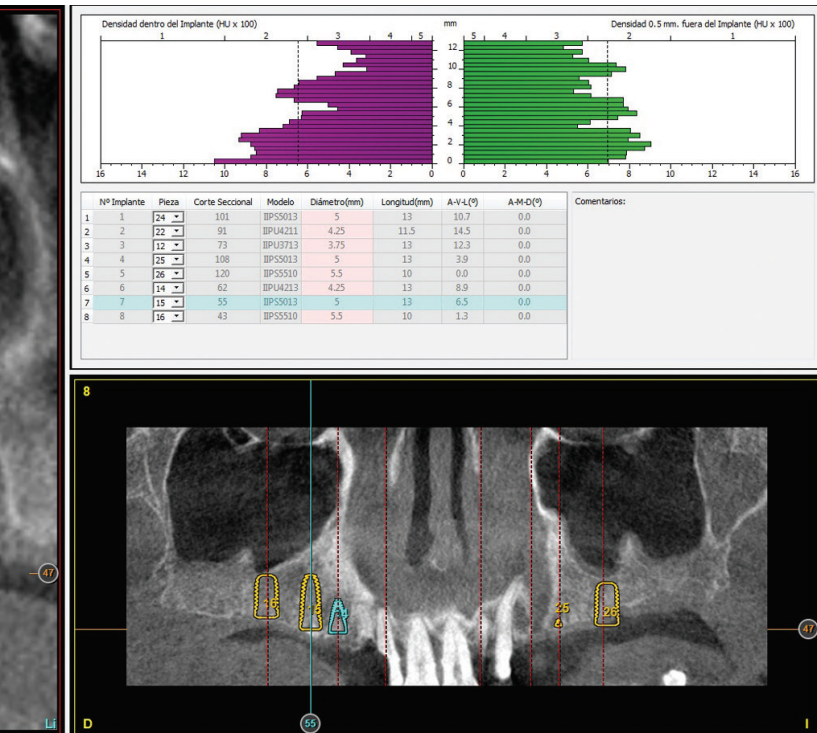 Densidad dentro del Implante (HU x 100)
mm
Densidad 0.5 mm. fuera del Implante (HU x 100)
1 2 3 4 5
5 4 3 2 1
12
10
8
6
4
2
0
16 14 12 10 8 6 4 2 0
0 2 4 6 8 10 12 14 16
Nº Implante Pieza Corte Seccional Modelo Diámetro(mm) Longitud(mm) A-V-L(º) A-M-D(º)
Comentarios:
1 1 24 101 IIPS5013 5 13 10.7 0.0
2 2 22 91 IIPU4211 4.25 11.5 14.5 0.0
3 3 12 73 IIPU3713 3.75 13 12.3 0.0
4 4 25 108 IIPS5013 5 13 3.9 0.0
5 5 26 120 IIPS5510 5.5 10 0.0 0.0
6 6 14 62 IIPU4213 4.25 13 8.9 0.0
7 7 15 55 IIPS5013 5 13 6.5 0.0
8 8 16 43 IIPS5510 5.5 10 1.3 0.0
8
47
16
15
25
26
47
Li
D
55
I